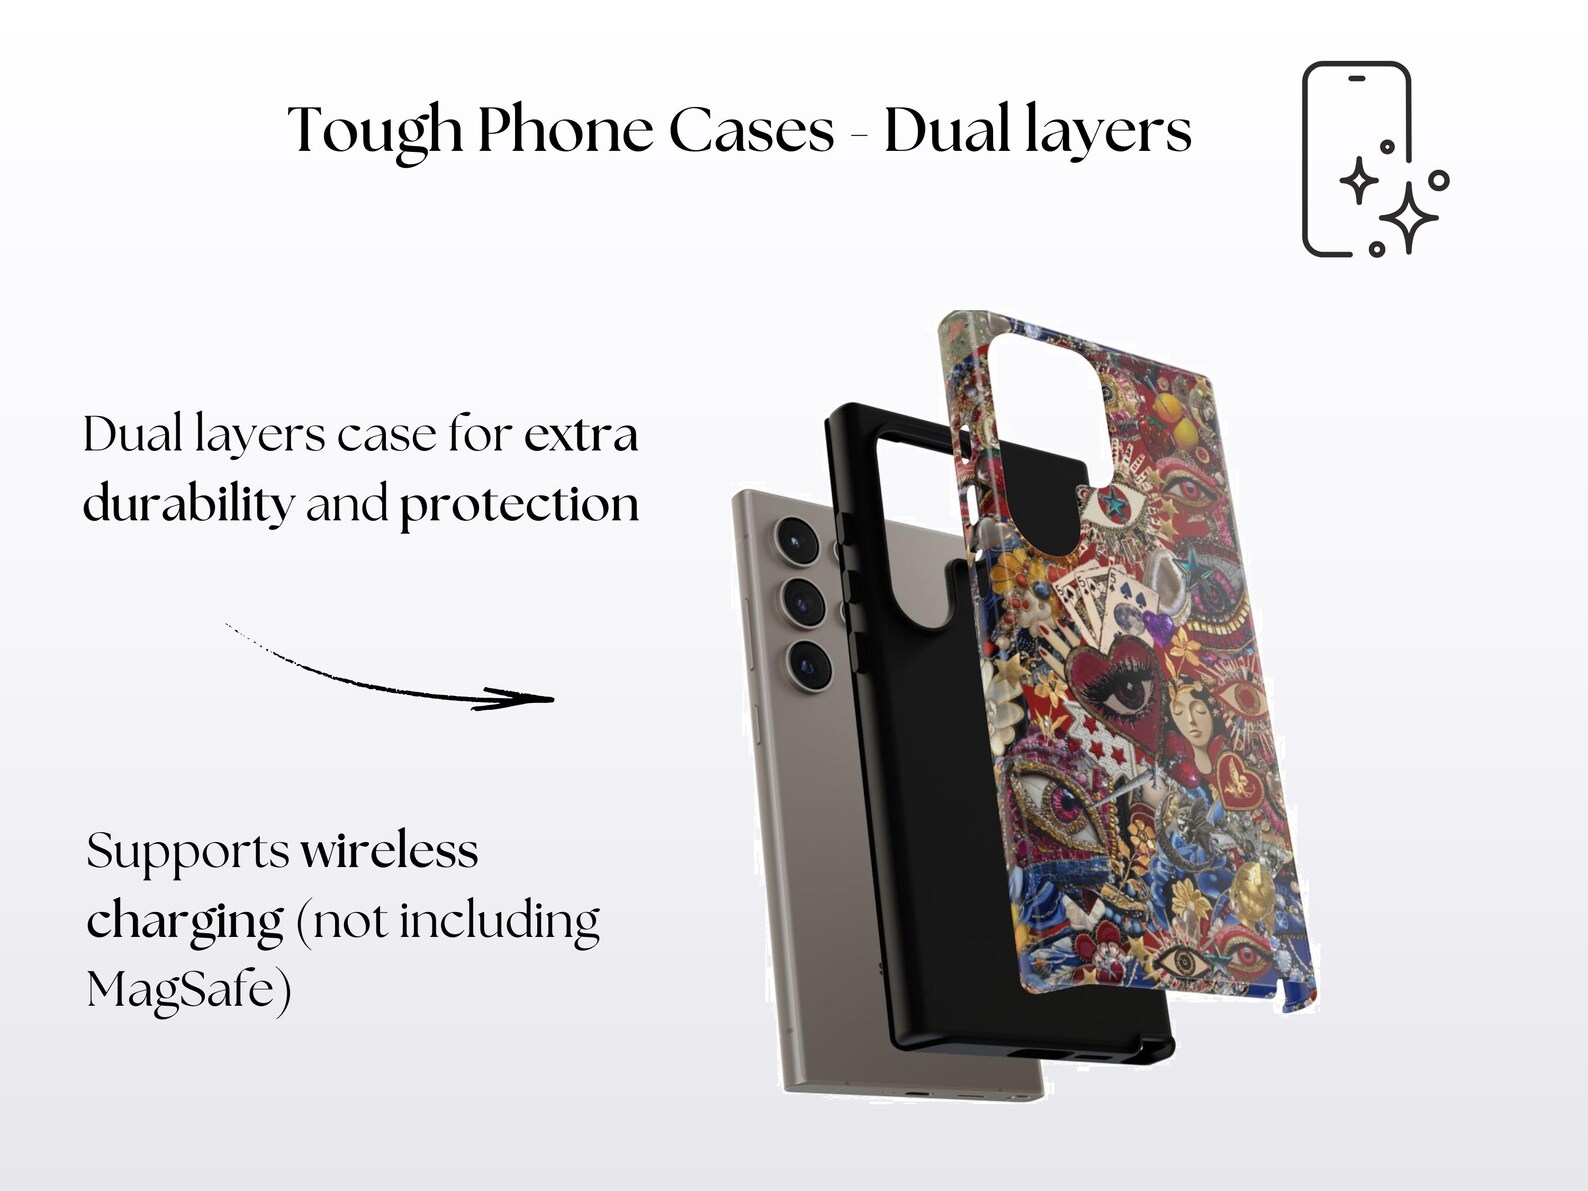 Tough Phone Cases - Dual layers
Dual layers case for extra
durability and protection
Supports wireless
charging (not including
MagSafe)